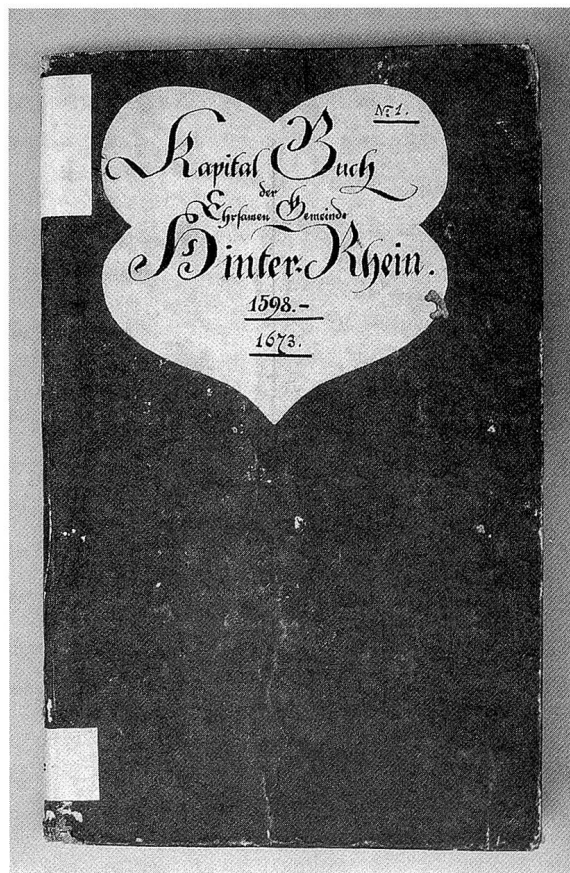 No 1.
Kapital Buch
der
Ehrsamen Gemeinde
Hinter-Rhein.
1598.-
1673.